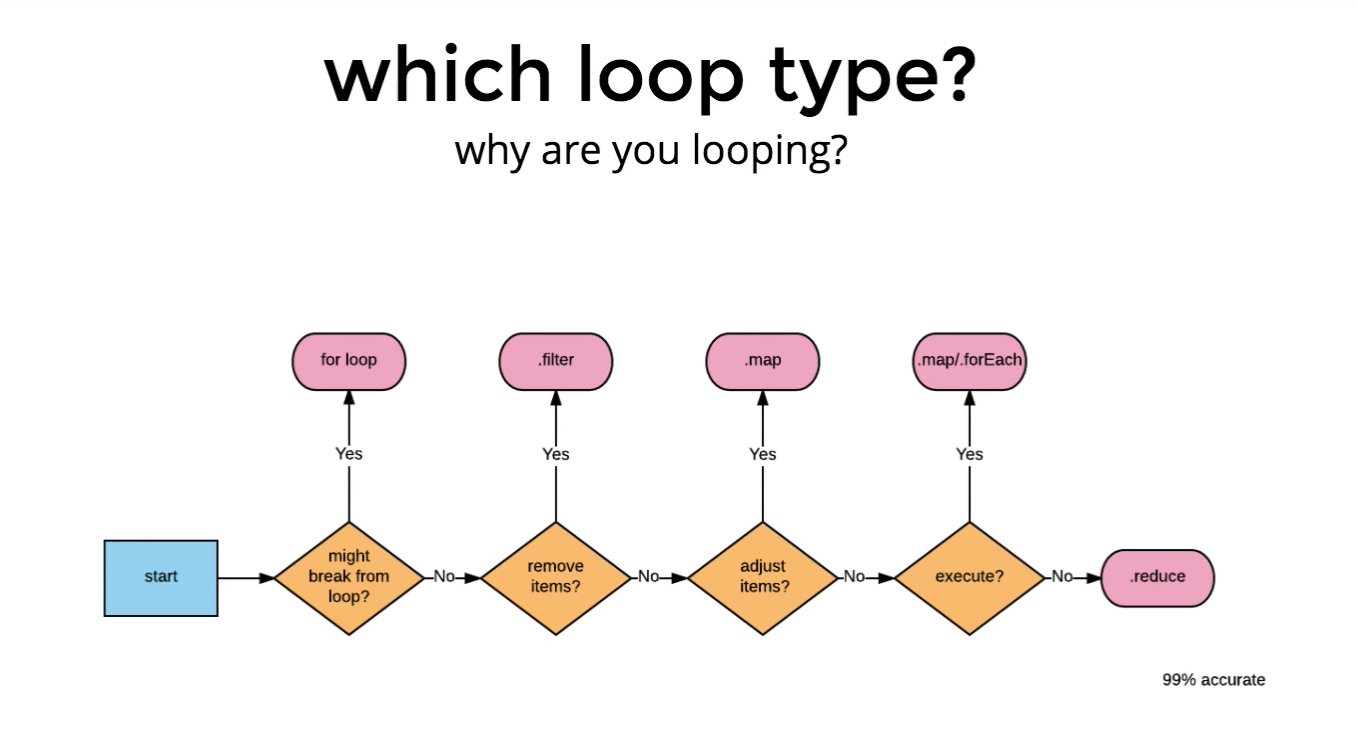 which loop type?
why are you looping?
for loop
.filter
.map
.map/.forEach
Yes
Yes
Yes
Yes
start
might
break from
loop?
No
remove
items?
No
adjust
items?
No
execute?
No
.reduce
99% accurate